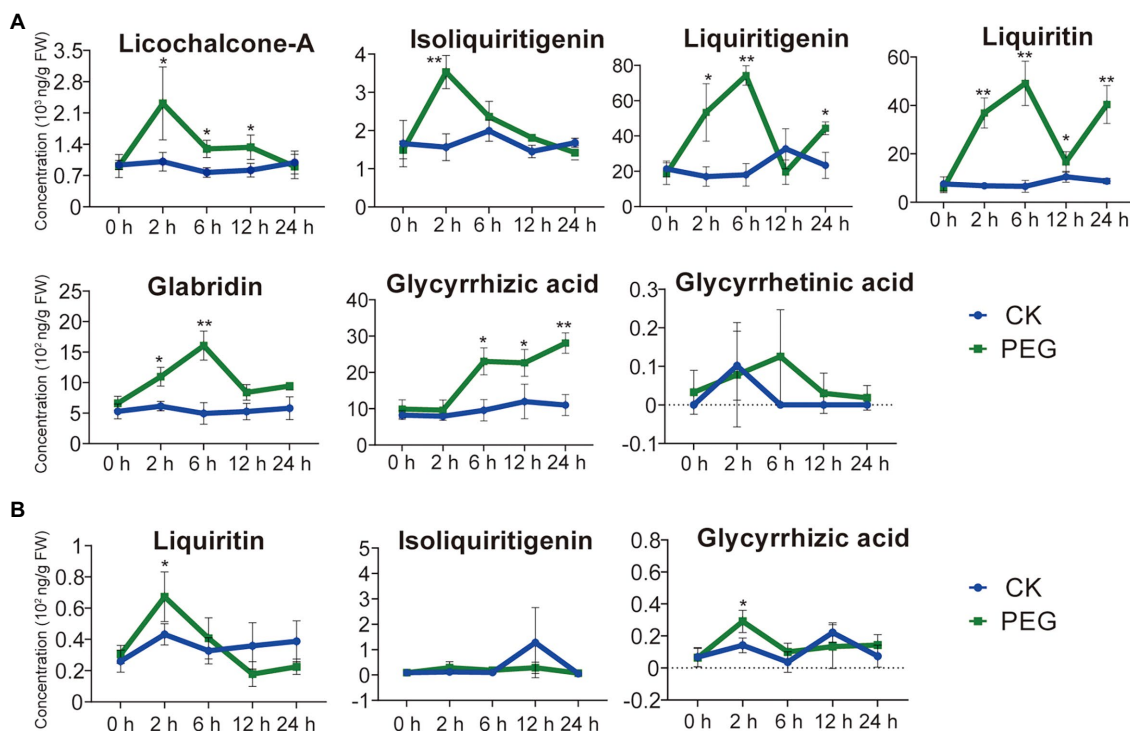 A
Licochalcone-A
Isoliquiritigenin
Liquiritigenin
Liquiritin
Concentration (10³ ng/g FW)
3.5
2.8
2.1
1.4
0.7
0
*
*
*
0 h 2 h 6 h 12 h 24 h
4
3
2
1
0
**
0 h 2 h 6 h 12 h 24 h
80
60
40
20
0
*
**
*
0 h 2 h 6 h 12 h 24 h
60
40
20
0
**
**
*
**
0 h 2 h 6 h 12 h 24 h
Glabridin
Glycyrrhizic acid
Glycyrrhetinic acid
Concentration (10² ng/g FW)
25
20
15
10
5
0
*
**
0 h 2 h 6 h 12 h 24 h
40
30
20
10
0
*
*
**
0 h 2 h 6 h 12 h 24 h
0.3
0.2
0.1
0
-0.1
0 h 2 h 6 h 12 h 24 h
CK
PEG
B
Liquiritin
Isoliquiritigenin
Glycyrrhizic acid
Concentration (10² ng/g FW)
1
0.8
0.6
0.4
0.2
0
*
0 h 2 h 6 h 12 h 24 h
5
4
3
2
1
0
-1
0 h 2 h 6 h 12 h 24 h
0.8
0.6
0.4
0.2
0
-0.2
*
0 h 2 h 6 h 12 h 24 h
CK
PEG